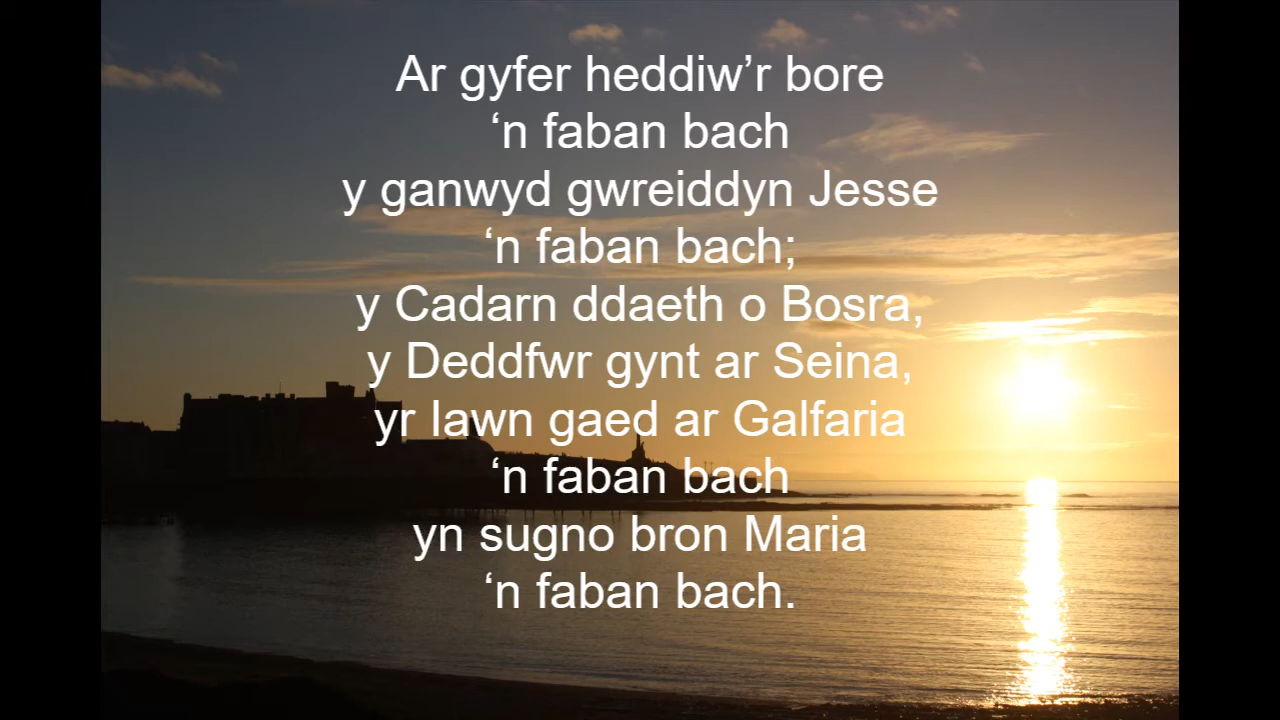 Ar gyfer heddiw’r bore
‘n faban bach
y ganwyd gwreiddyn Jesse
‘n faban bach;
y Cadarn ddaeth o Bosra,
y Deddfwr gynt ar Seina,
yr Iawn gaed ar Galfaria
‘n faban bach
yn sugno bron Maria
‘n faban bach.